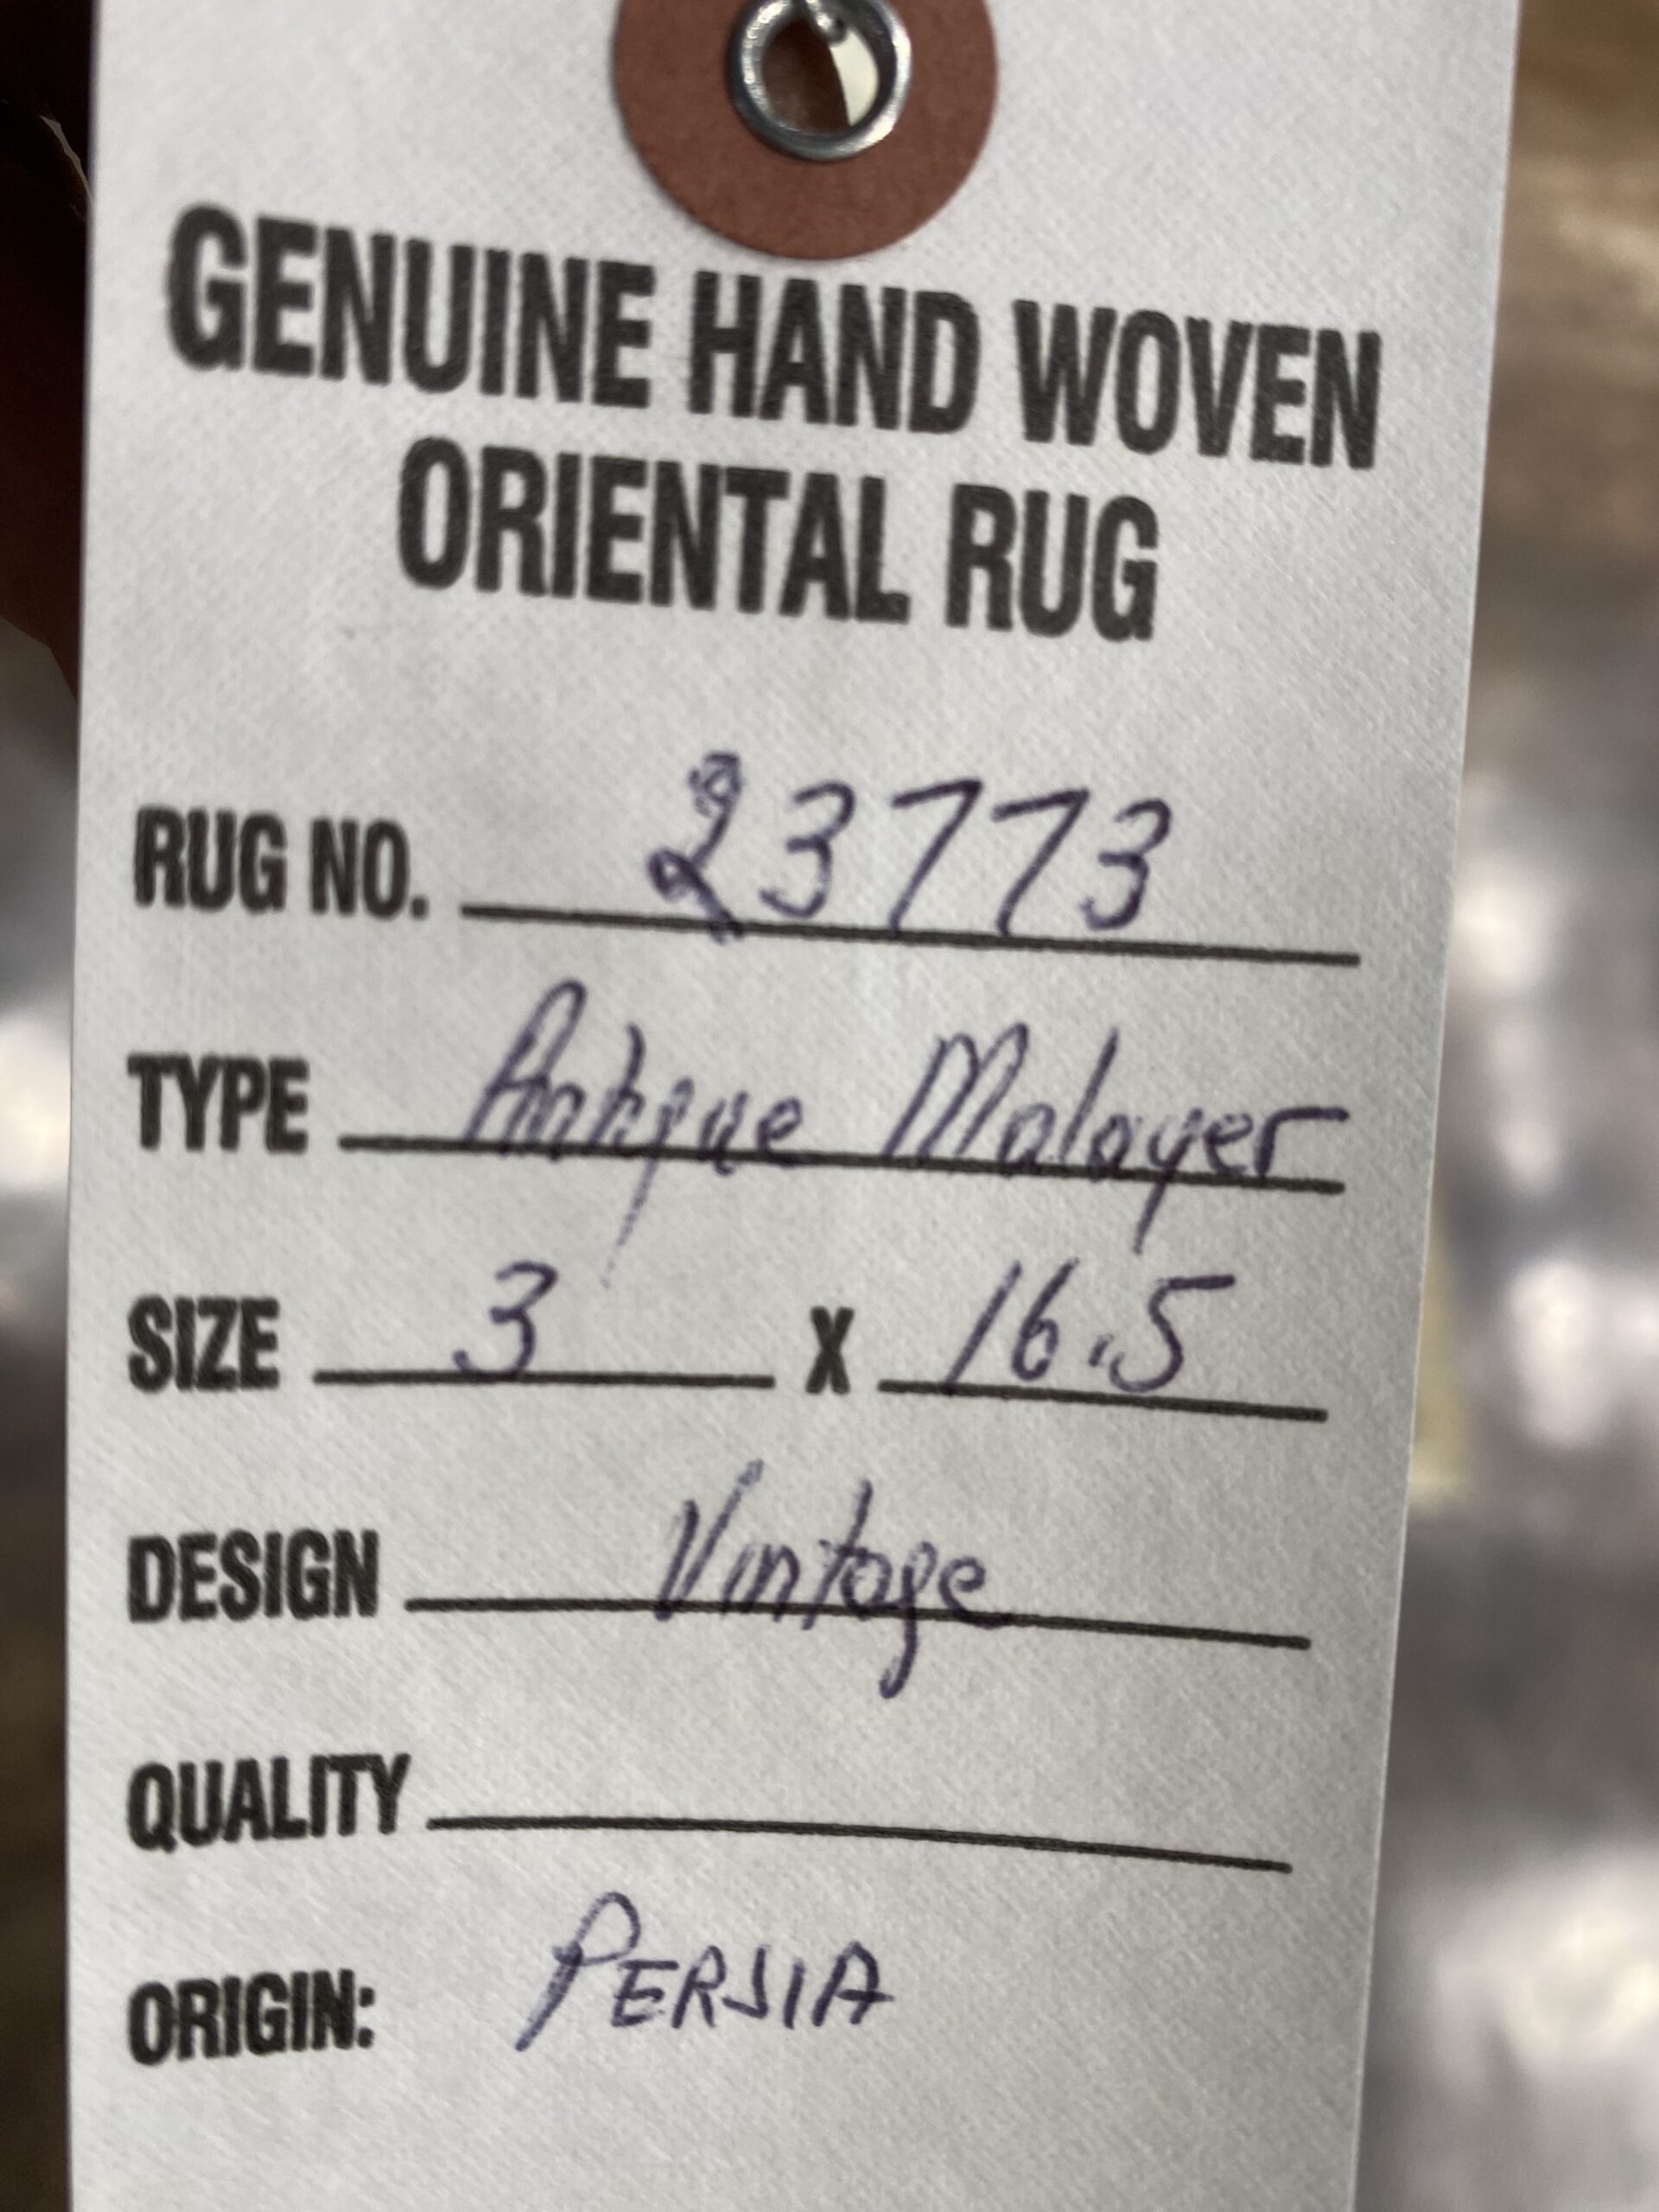 GENUINE HAND WOVEN
ORIENTAL RUG
RUG NO. 23773
TYPE Antique Malayer
SIZE 3 X 16.5
DESIGN Vintage
QUALITY
ORIGIN: PERSIA